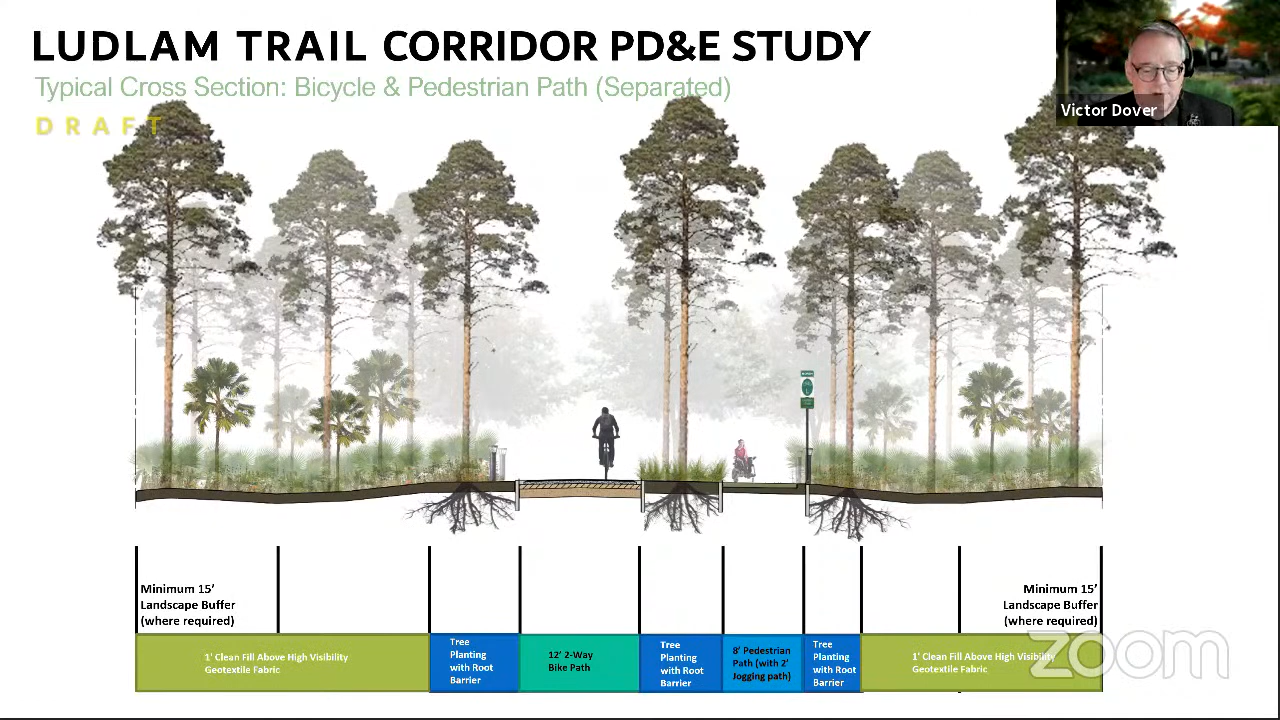 LUDLAM TRAIL CORRIDOR PD&E STUDY
Typical Cross Section: Bicycle & Pedestrian Path (Separated)
DRAFT
Victor Dover
Minimum 15'
Landscape Buffer
(where required)
Minimum 15'
Landscape Buffer
(where required)
1' Clean Fill Above High Visibility
Geotextile Fabric
Tree
Planting
with Root
Barrier
12' 2-Way
Bike Path
Tree
Planting
with Root
Barrier
8' Pedestrian
Path (with 2'
Jogging path)
Tree
Planting
with Root
Barrier
1' Clean Fill Above High Visibility
Geotextile Fabric
zoom